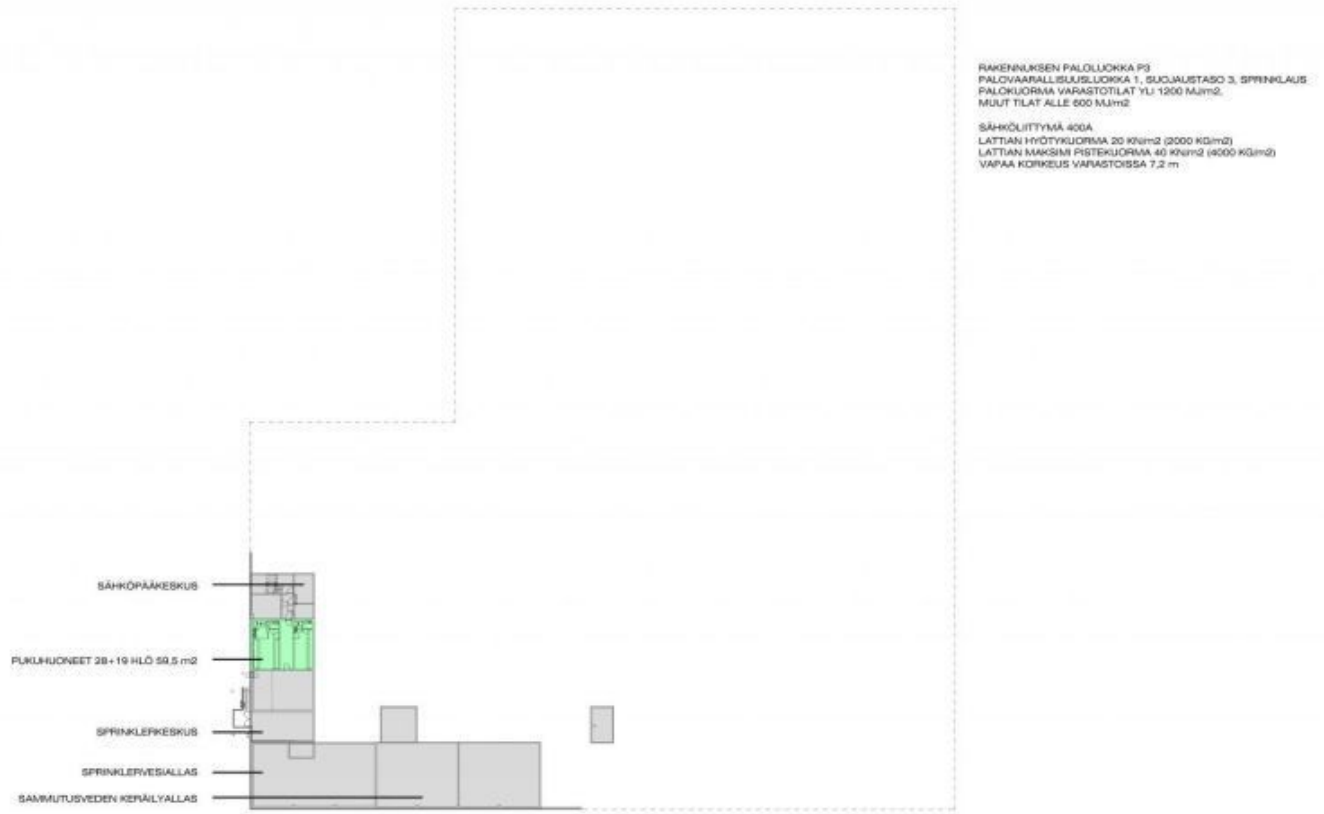 RAKENNUKSEN PALOLUOKKA P3
PALOVAARALLISUUSLUOKKA 1, SUOJAUSTASO 3, SPRINKLAUS
PALOKUORMA VARASTOTILAT YLI 1200 MJ/m2,
MUUT TILAT ALLE 600 MJ/m2
SÄHKÖLIITTYMÄ 400A
LATTIAN HYÖTYKUORMA 20 KN/m2 (2000 KG/m2)
LATTIAN MAKSIMI PISTEKUORMA 40 KN/m2 (4000 KG/m2)
VAPAA KORKEUS VARASTOISSA 7,2 m
SÄHKÖPÄÄKESKUS
PUKUHUONEET 28+19 HLÖ 59,5 m2
SPRINKLERKESKUS
SPRINKLERVESIALLAS
SAMMUTUSVEDEN KERÄILYALLAS